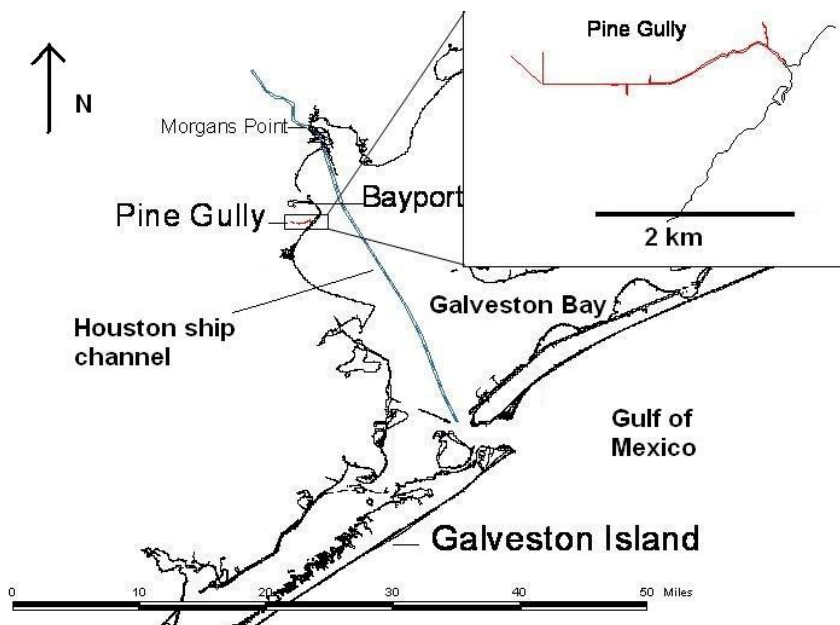 Pine Gully
N
Morgans Point
Bayport
Pine Gully
2 km
Galveston Bay
Houston ship
channel
Gulf of
Mexico
Galveston Island
0 10 20 30 40 50 Miles